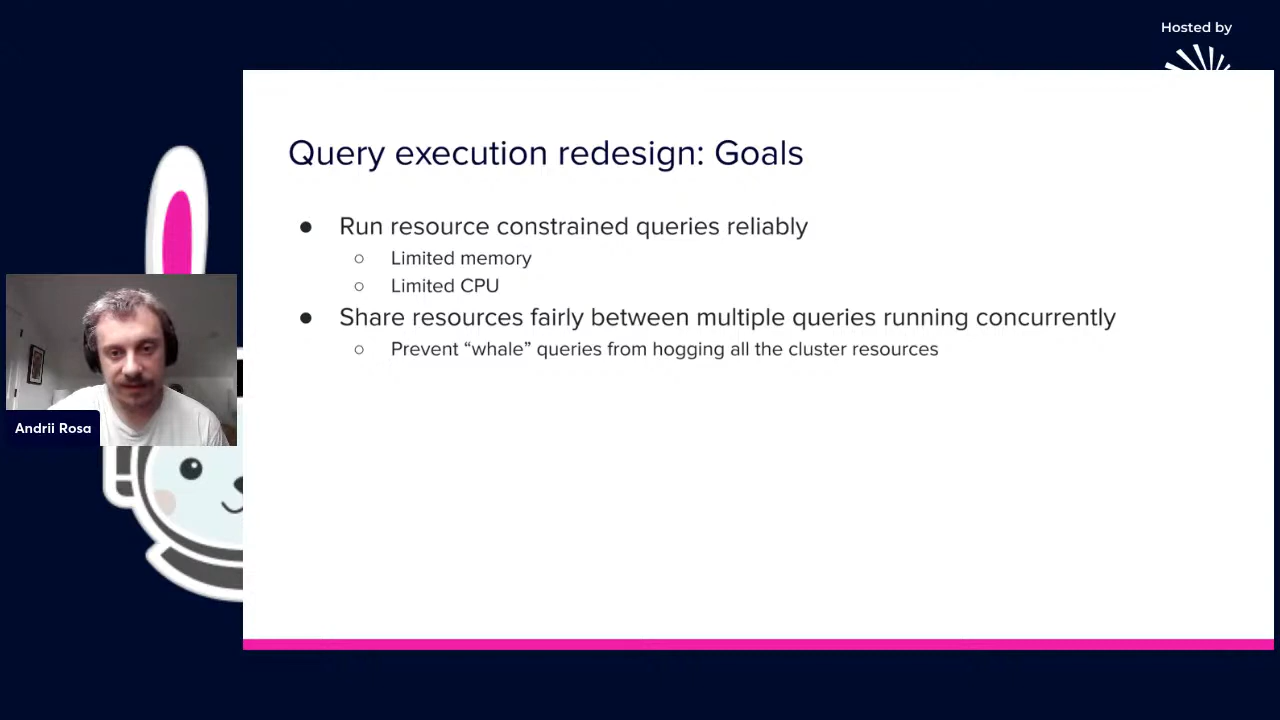 Hosted by
Query execution redesign: Goals
● Run resource constrained queries reliably
○ Limited memory
○ Limited CPU
● Share resources fairly between multiple queries running concurrently
○ Prevent “whale” queries from hogging all the cluster resources
Andrii Rosa